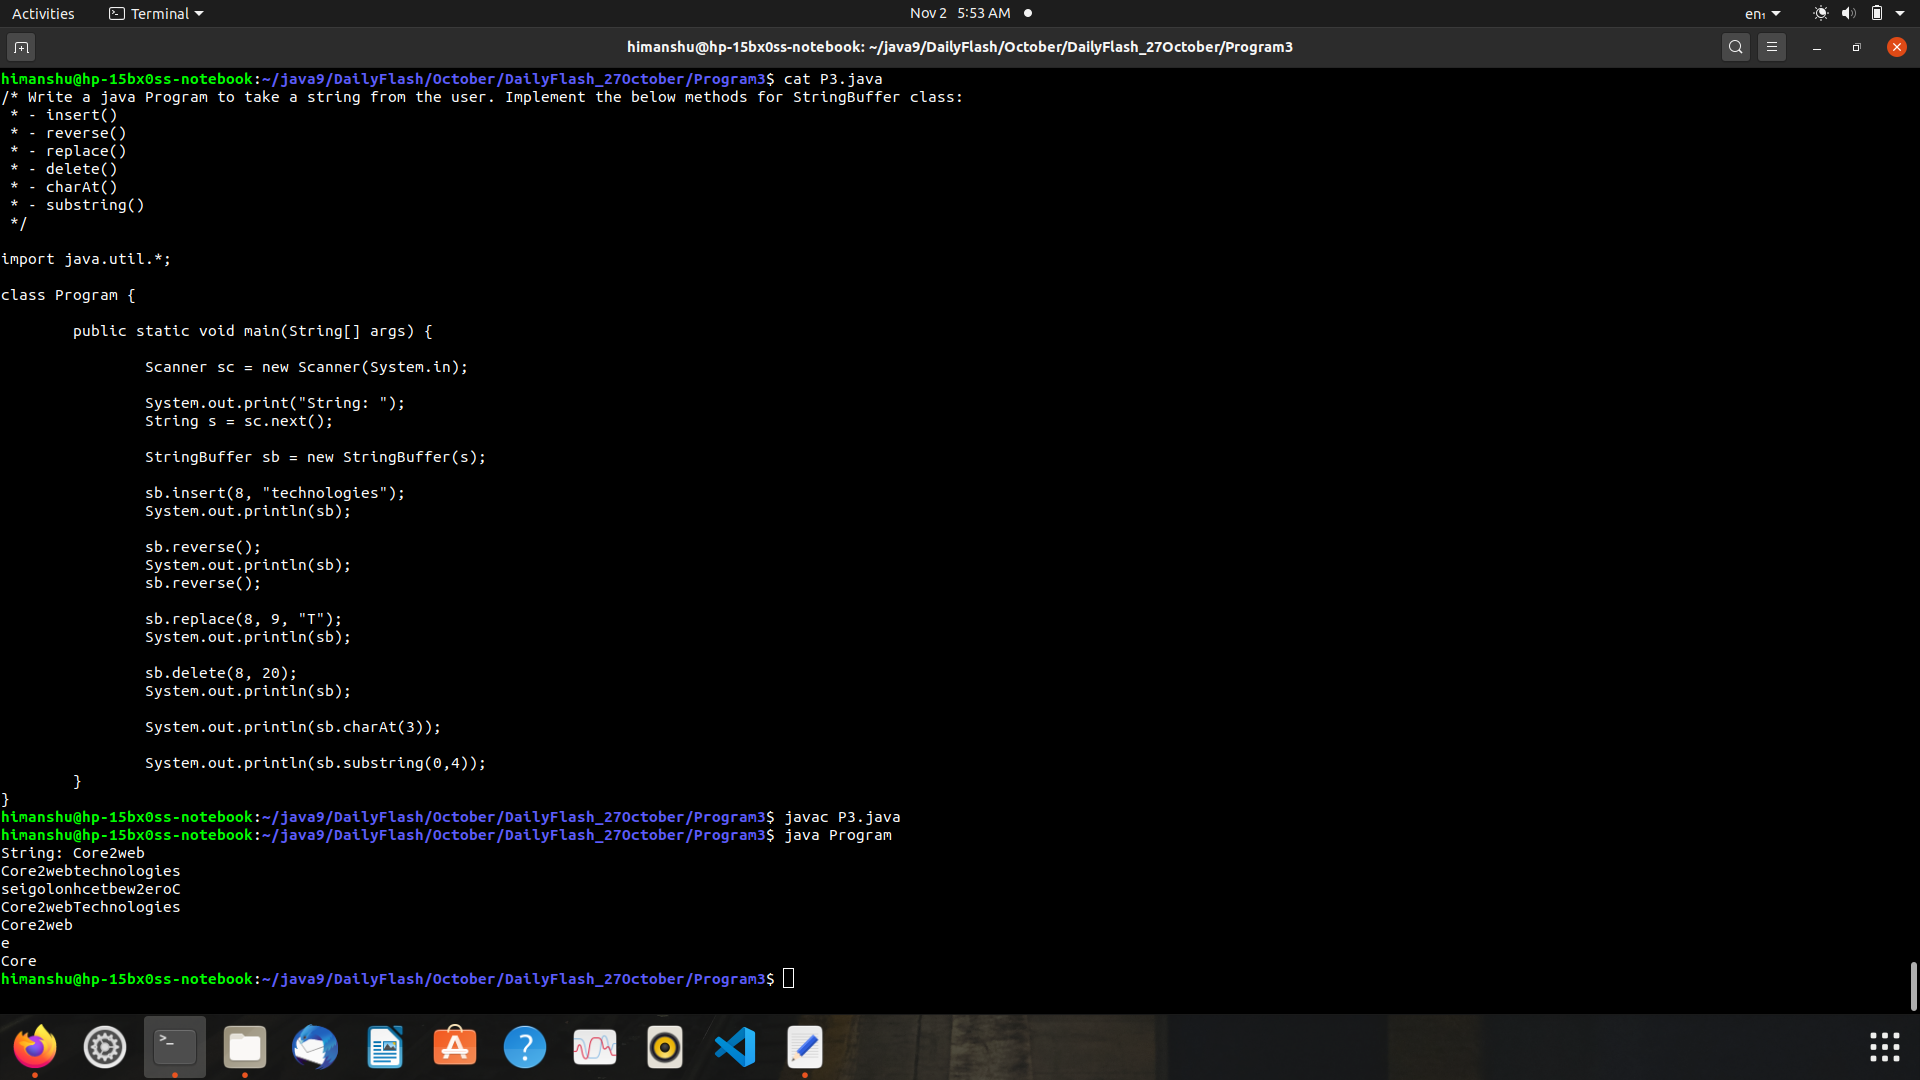 Activities Terminal Nov 2 5:53 AM en₁
himanshu@hp-15bx0ss-notebook: ~/java9/DailyFlash/October/DailyFlash_27October/Program3
himanshu@hp-15bx0ss-notebook:~/java9/DailyFlash/October/DailyFlash_27October/Program3$ cat P3.java
/* Write a java Program to take a string from the user. Implement the below methods for StringBuffer class:
 * - insert()
 * - reverse()
 * - replace()
 * - delete()
 * - charAt()
 * - substring()
 */

import java.util.*;

class Program {

        public static void main(String[] args) {

                Scanner sc = new Scanner(System.in);

                System.out.print("String: ");
                String s = sc.next();

                StringBuffer sb = new StringBuffer(s);

                sb.insert(8, "technologies");
                System.out.println(sb);

                sb.reverse();
                System.out.println(sb);
                sb.reverse();

                sb.replace(8, 9, "T");
                System.out.println(sb);

                sb.delete(8, 20);
                System.out.println(sb);

                System.out.println(sb.charAt(3));

                System.out.println(sb.substring(0,4));
        }
}
himanshu@hp-15bx0ss-notebook:~/java9/DailyFlash/October/DailyFlash_27October/Program3$ javac P3.java
himanshu@hp-15bx0ss-notebook:~/java9/DailyFlash/October/DailyFlash_27October/Program3$ java Program
String: Core2web
Core2webtechnologies
seigolonhcetbew2eroC
Core2webTechnologies
Core2web
e
Core
himanshu@hp-15bx0ss-notebook:~/java9/DailyFlash/October/DailyFlash_27October/Program3$